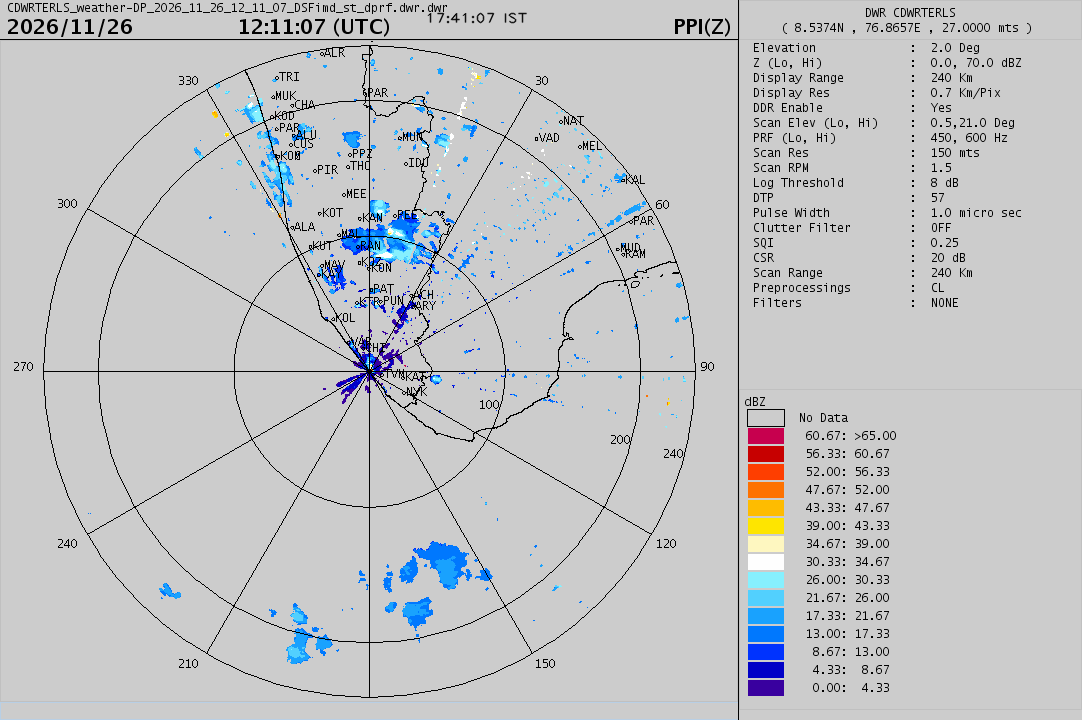 CDWRTERLS_weather-DP_2026_11_26_12_11_07_DSFimd_st_dprf.dwr.dwr
2026/11/26 12:11:07 (UTC) 17:41:07 IST PPI(Z)
DWR CDWRTERLS
( 8.5374N , 76.8657E , 27.0000 mts )
Elevation : 2.0 Deg
Z (Lo, Hi) : 0.0, 70.0 dBZ
Display Range : 240 Km
Display Res : 0.7 Km/Pix
DDR Enable : Yes
Scan Elev (Lo, Hi) : 0.5,21.0 Deg
PRF (Lo, Hi) : 450, 600 Hz
Scan Res : 150 mts
Scan RPM : 1.5
Log Threshold : 8 dB
DTP : 57
Pulse Width : 1.0 micro sec
Clutter Filter : OFF
SQI : 0.25
CSR : 20 dB
Scan Range : 240 Km
Preprocessings : CL
Filters : NONE
dBZ
No Data
60.67: >65.00
56.33: 60.67
52.00: 56.33
47.67: 52.00
43.33: 47.67
39.00: 43.33
34.67: 39.00
30.33: 34.67
26.00: 30.33
21.67: 26.00
17.33: 21.67
13.00: 17.33
8.67: 13.00
4.33: 8.67
0.00: 4.33
ALR
330
TRI
30
PAR
MUK
CHA
KOD
NAT
PAR
ALU
MUN
VAD
CUS
MEL
KOM
PPZ
THO
IDU
PIR
KAL
MEE
300
60
KOT
KAN
PEE
PAR
ALA
MAL
KUT
RAN
MUD
RAM
KON
MAV
PAT
ACH
PUN
ARY
KOL
VAR
270
90
TVM
KAT
NYK
100
200
240
240
120
210
150